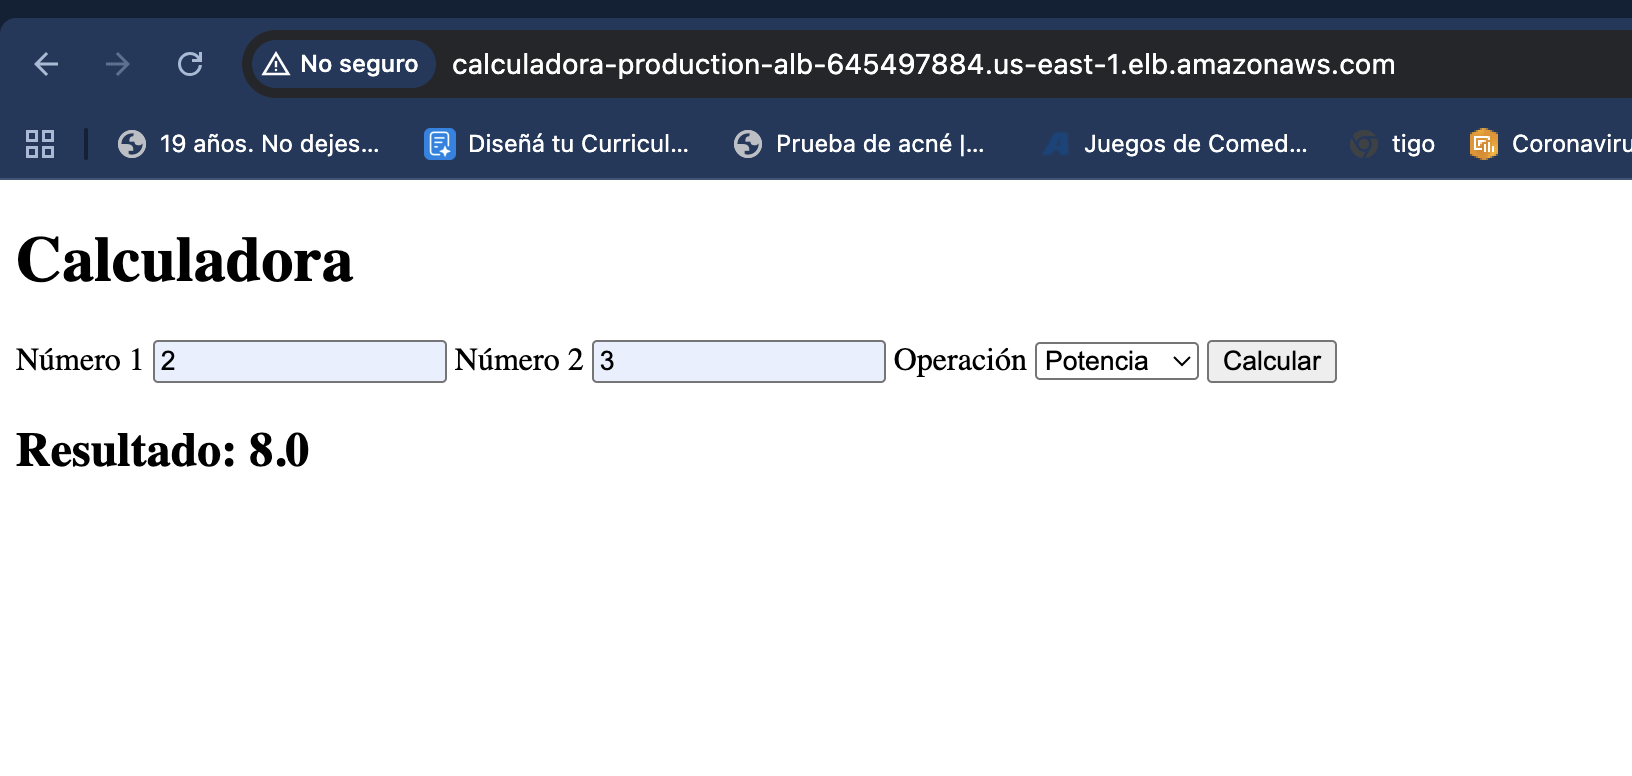 No seguro calculadora-production-alb-645497884.us-east-1.elb.amazonaws.com
19 años. No dejes... Diseñá tu Curricul... Prueba de acné |... Juegos de Comed... tigo Coronaviru
Calculadora
Número 1 2 Número 2 3 Operación Potencia Calcular
Resultado: 8.0